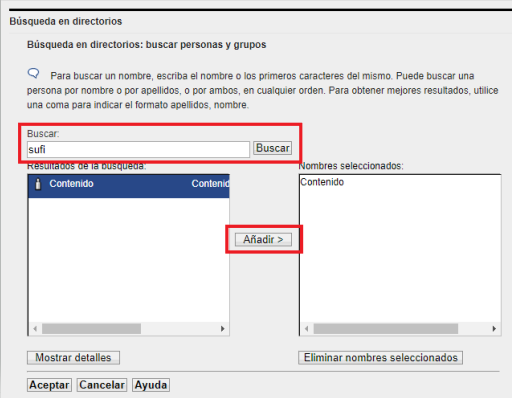 Búsqueda en directorios
Búsqueda en directorios: buscar personas y grupos
Para buscar un nombre, escriba el nombre o los primeros caracteres del mismo. Puede buscar una
persona por nombre o por apellidos, o por ambos, en cualquier orden. Para obtener mejores resultados, utilice
una coma para indicar el formato apellidos, nombre.
Buscar:
sufi Buscar
Resultados de la búsqueda: Nombres seleccionados:
Contenido Contenid Contenido
Añadir >
Mostrar detalles Eliminar nombres seleccionados
Aceptar Cancelar Ayuda